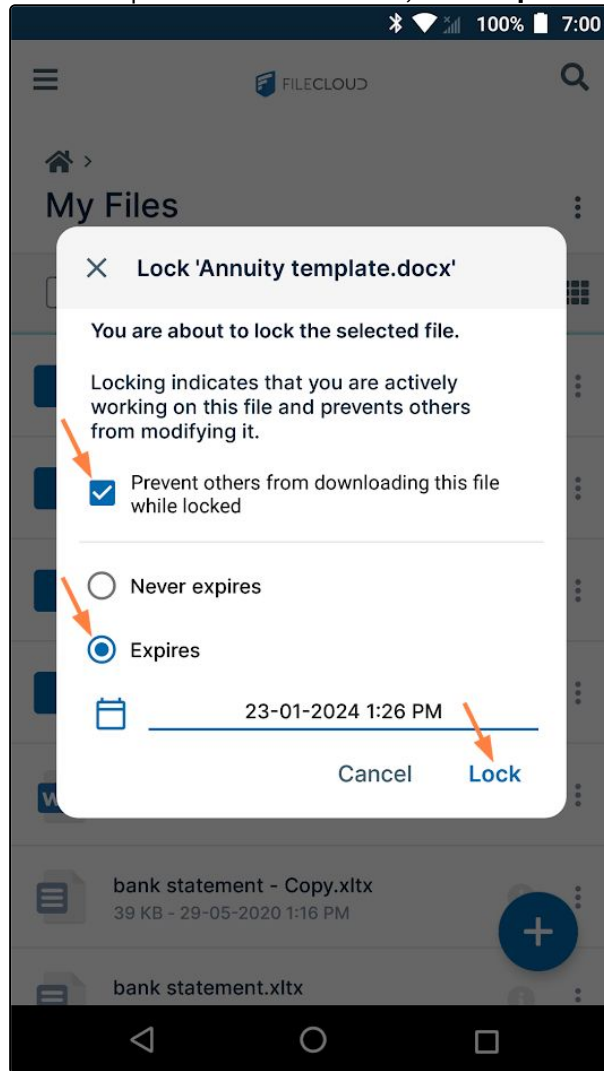 100% 7:00
FILECLOUD
My Files
Lock 'Annuity template.docx'
You are about to lock the selected file.
Locking indicates that you are actively
working on this file and prevents others
from modifying it.
Prevent others from downloading this file
while locked
Never expires
Expires
23-01-2024 1:26 PM
Cancel Lock
W
bank statement - Copy.xltx
39 KB - 29-05-2020 1:16 PM
bank statement.xltx